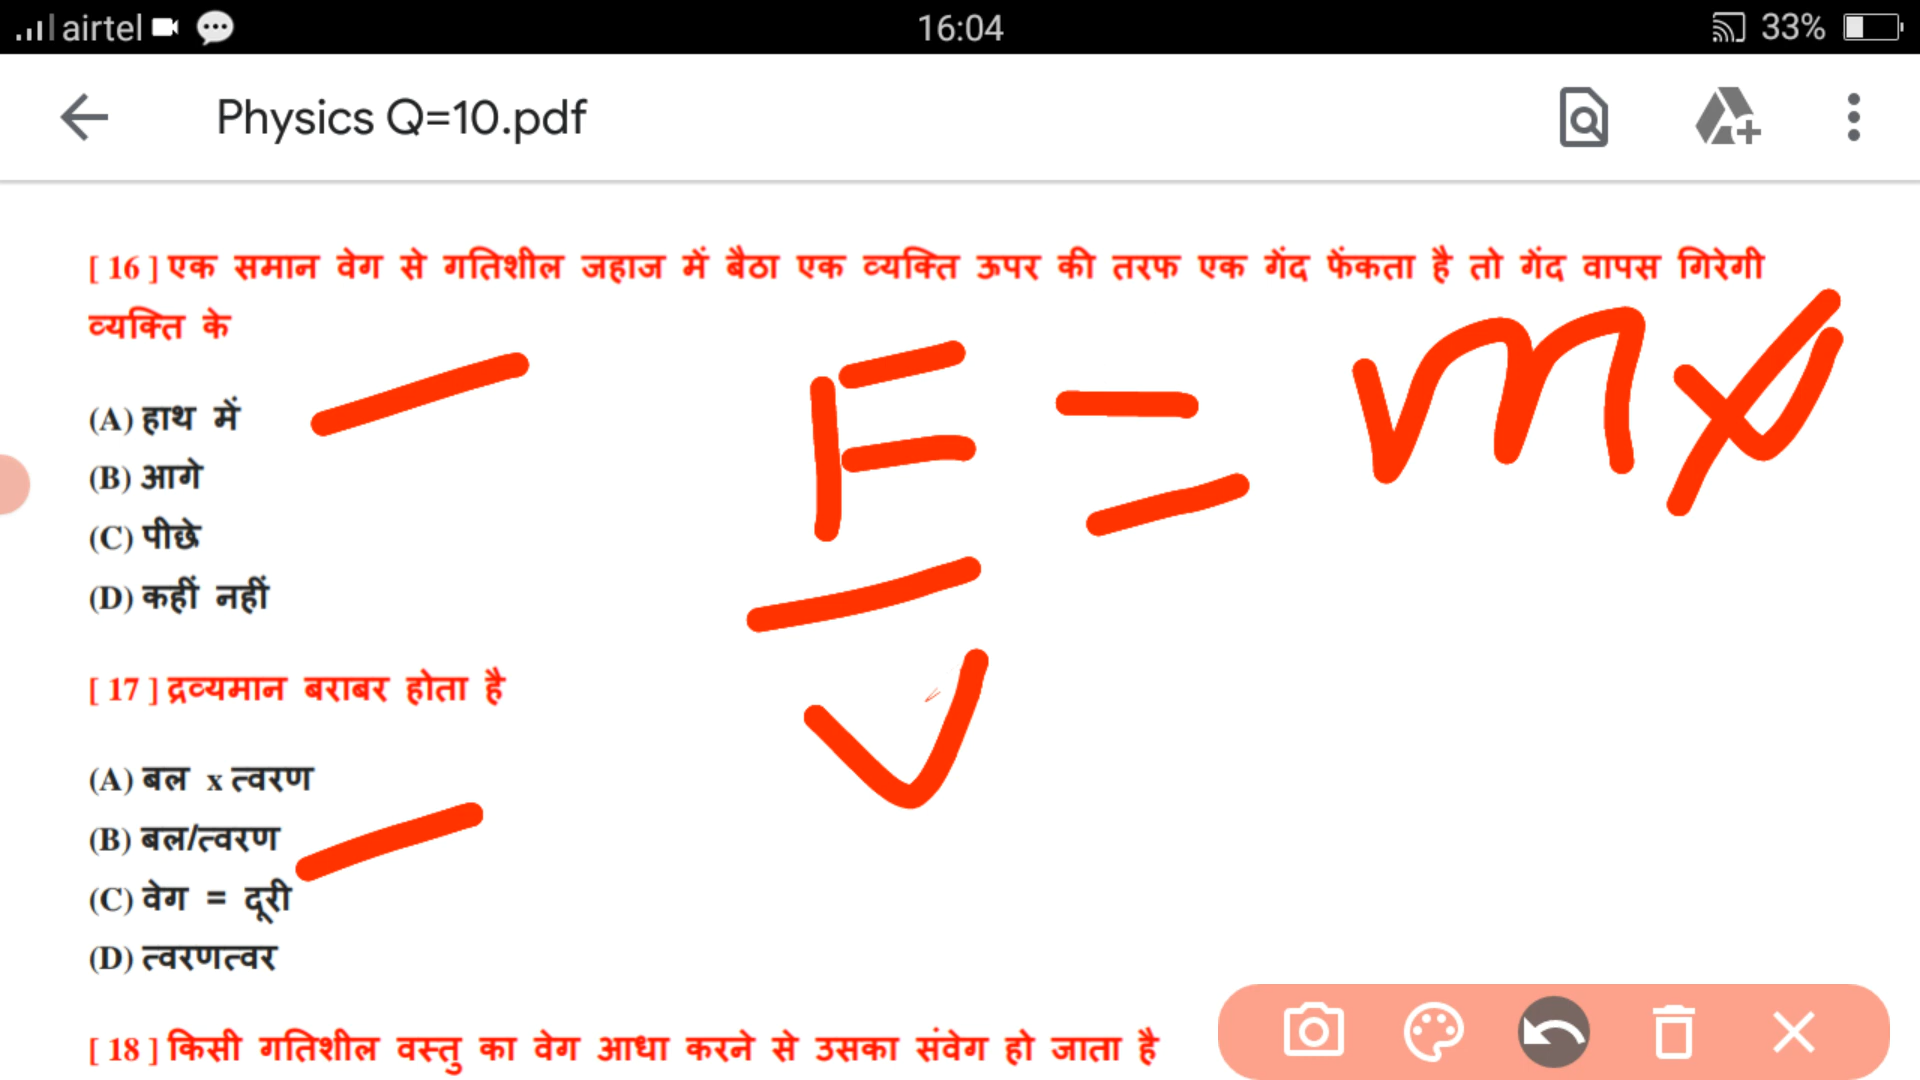 airtel 16:04 33%
Physics Q=10.pdf
[ 16 ] एक समान वेग से गतिशील जहाज में बैठा एक व्यक्ति ऊपर की तरफ एक गेंद फेंकता है तो गेंद वापस गिरेगी
व्यक्ति के
(A) हाथ में
(B) आगे
(C) पीछे
(D) कहीं नहीं
F = m
[ 17 ] द्रव्यमान बराबर होता है
(A) बल x त्वरण
(B) बल/त्वरण
(C) वेग = दूरी
(D) त्वरणत्वर
[ 18 ] किसी गतिशील वस्तु का वेग आधा करने से उसका संवेग हो जाता है